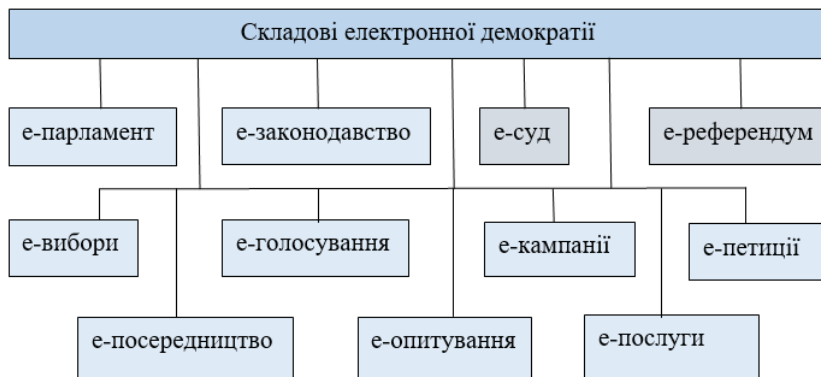 Складові електронної демократії
е-парламент
е-законодавство
е-суд
е-референдум
е-вибори
е-голосування
е-кампанії
е-петиції
е-посередництво
е-опитування
е-послуги